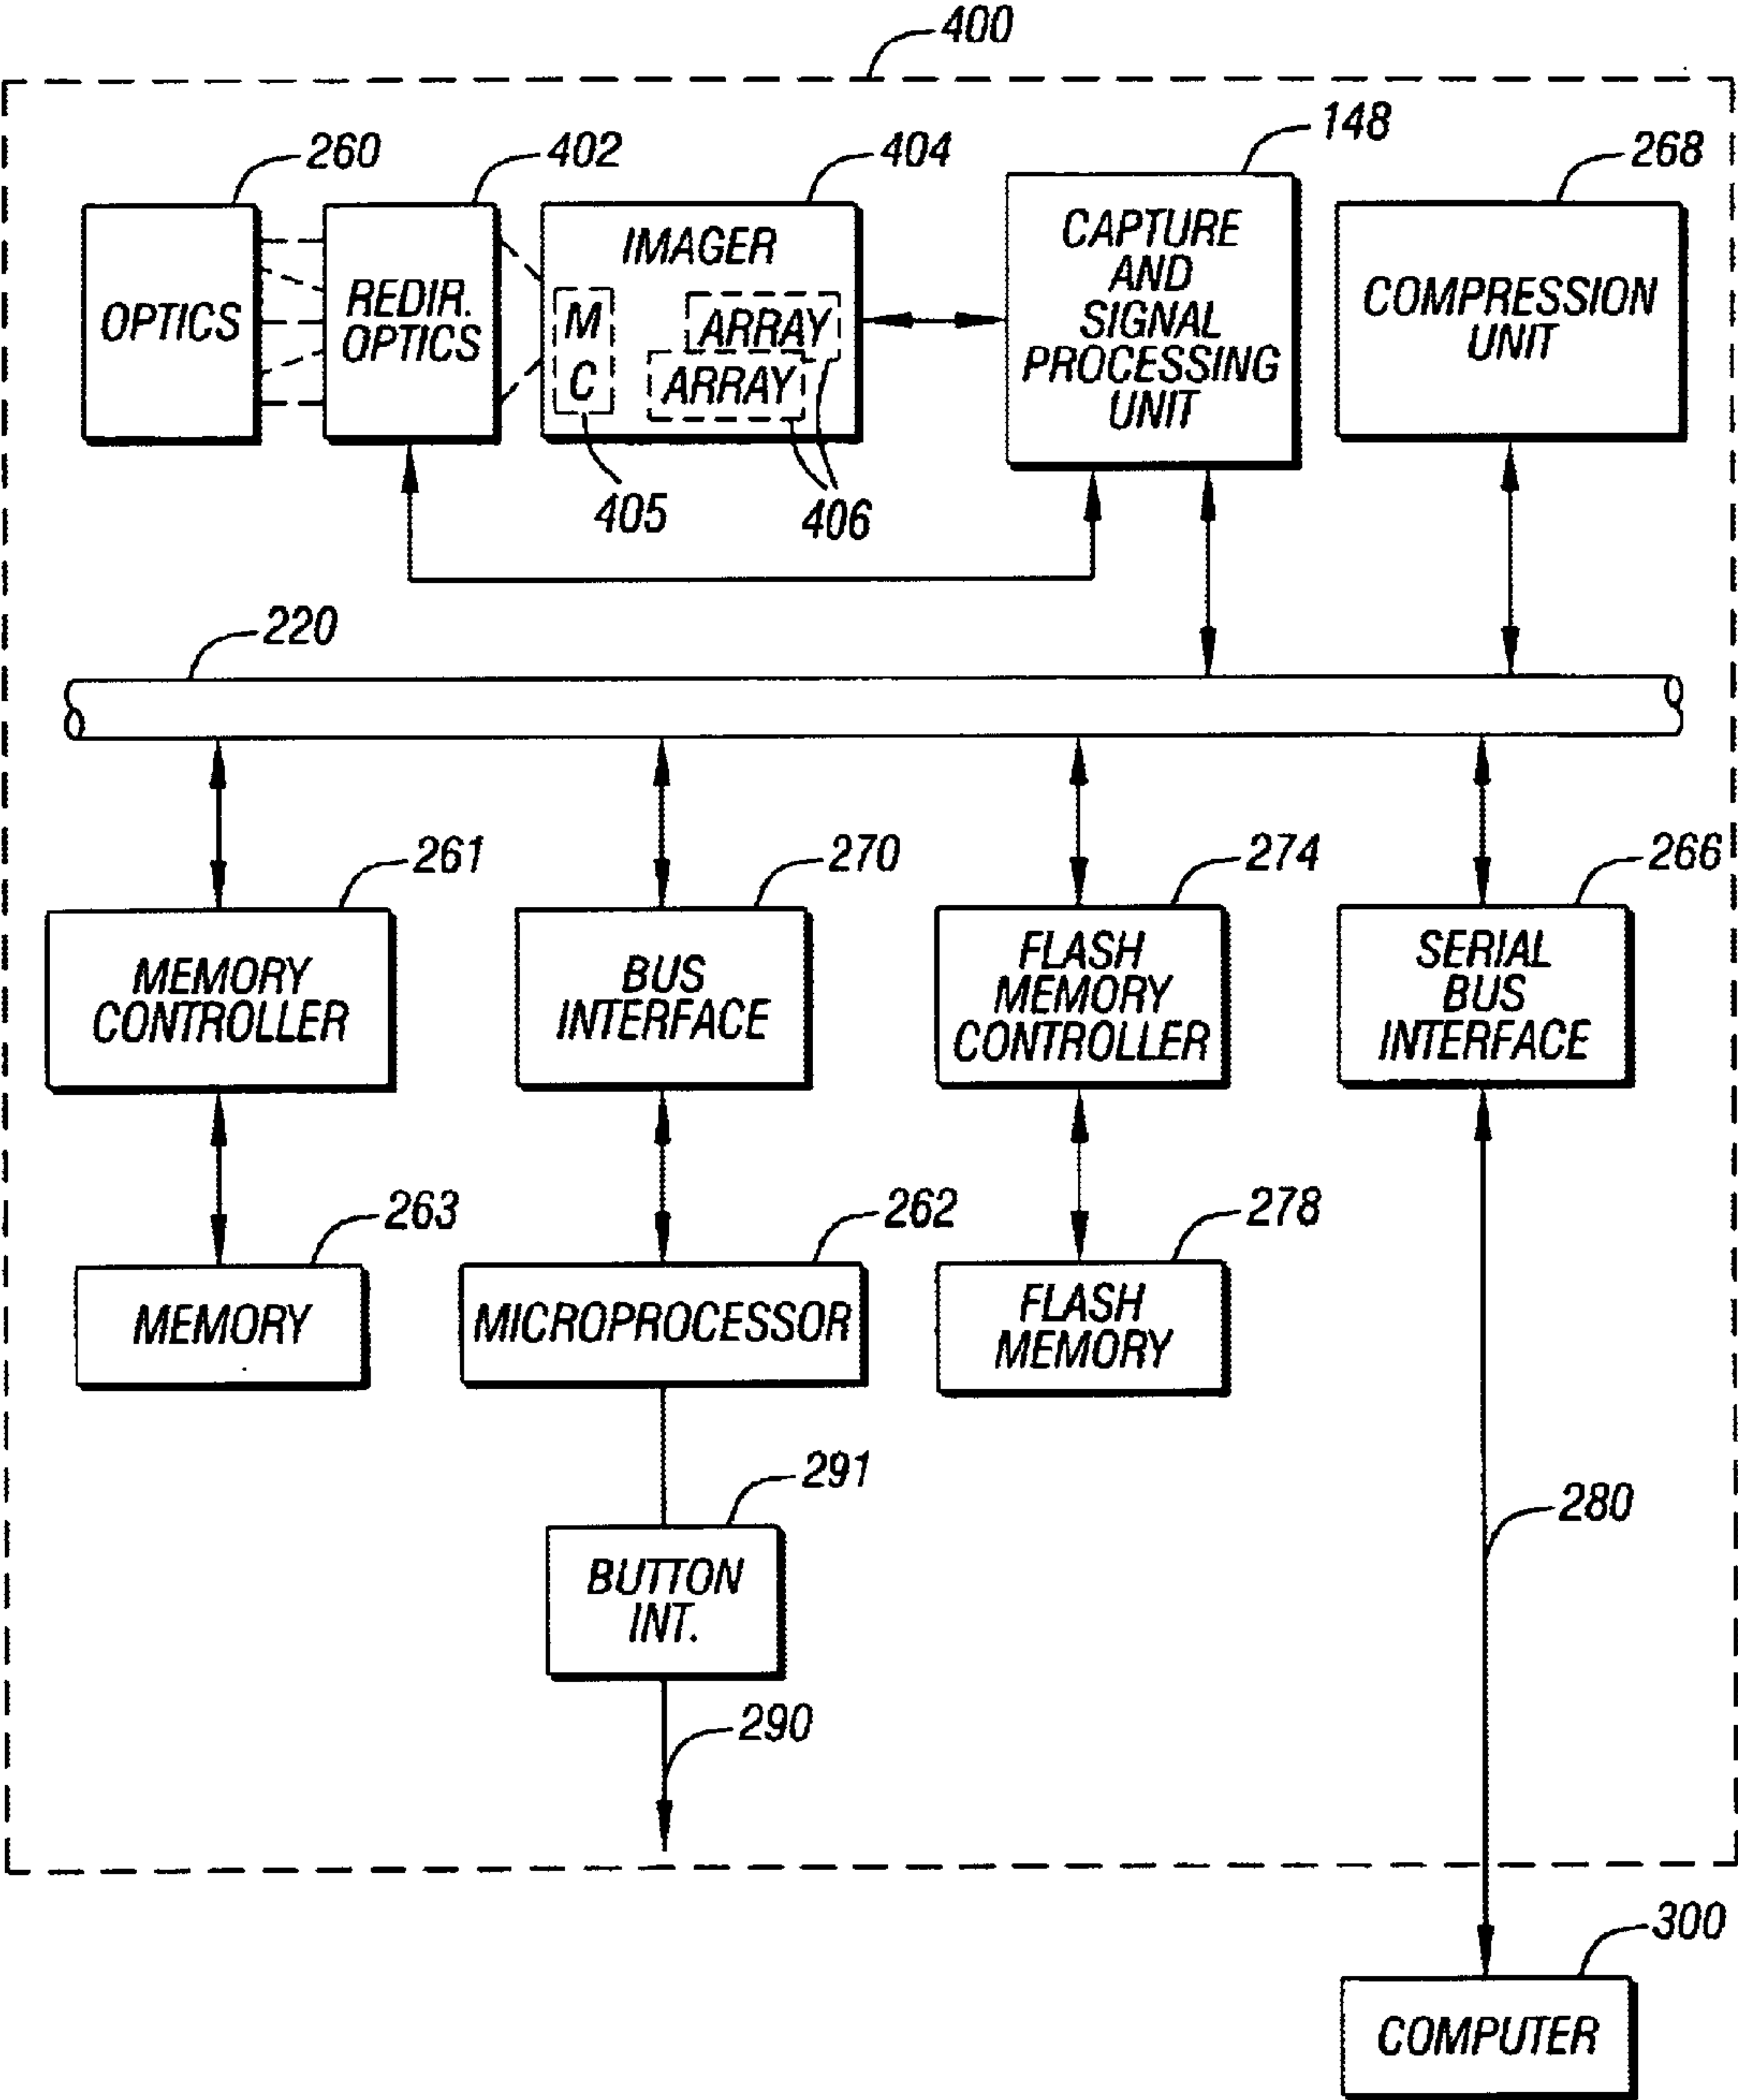 400
260
402
404
148
268
OPTICS
REDIR.
OPTICS
IMAGER
M
C
ARRAY
ARRAY
405
406
CAPTURE
AND
SIGNAL
PROCESSING
UNIT
COMPRESSION
UNIT
220
261
270
274
266
MEMORY
CONTROLLER
BUS
INTERFACE
FLASH
MEMORY
CONTROLLER
SERIAL
BUS
INTERFACE
263
262
278
MEMORY
MICROPROCESSOR
FLASH
MEMORY
291
280
BUTTON
INT.
290
300
COMPUTER